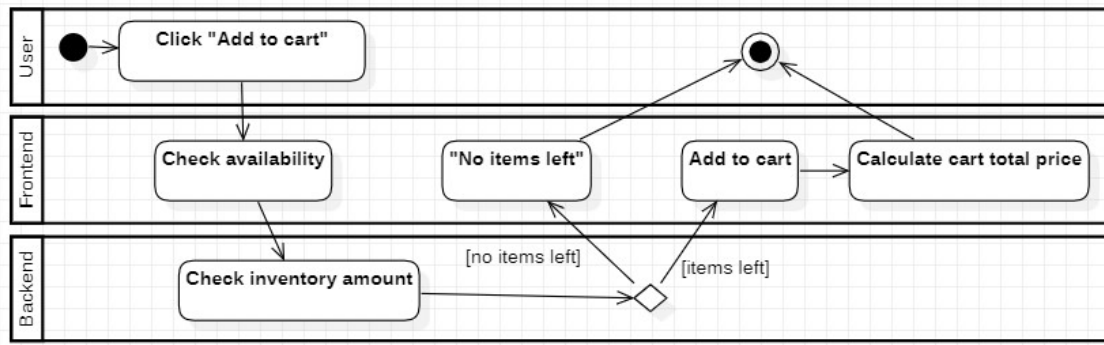 User
Click "Add to cart"
Frontend
Check availability
"No items left"
Add to cart
Calculate cart total price
Backend
Check inventory amount
[no items left]
[items left]